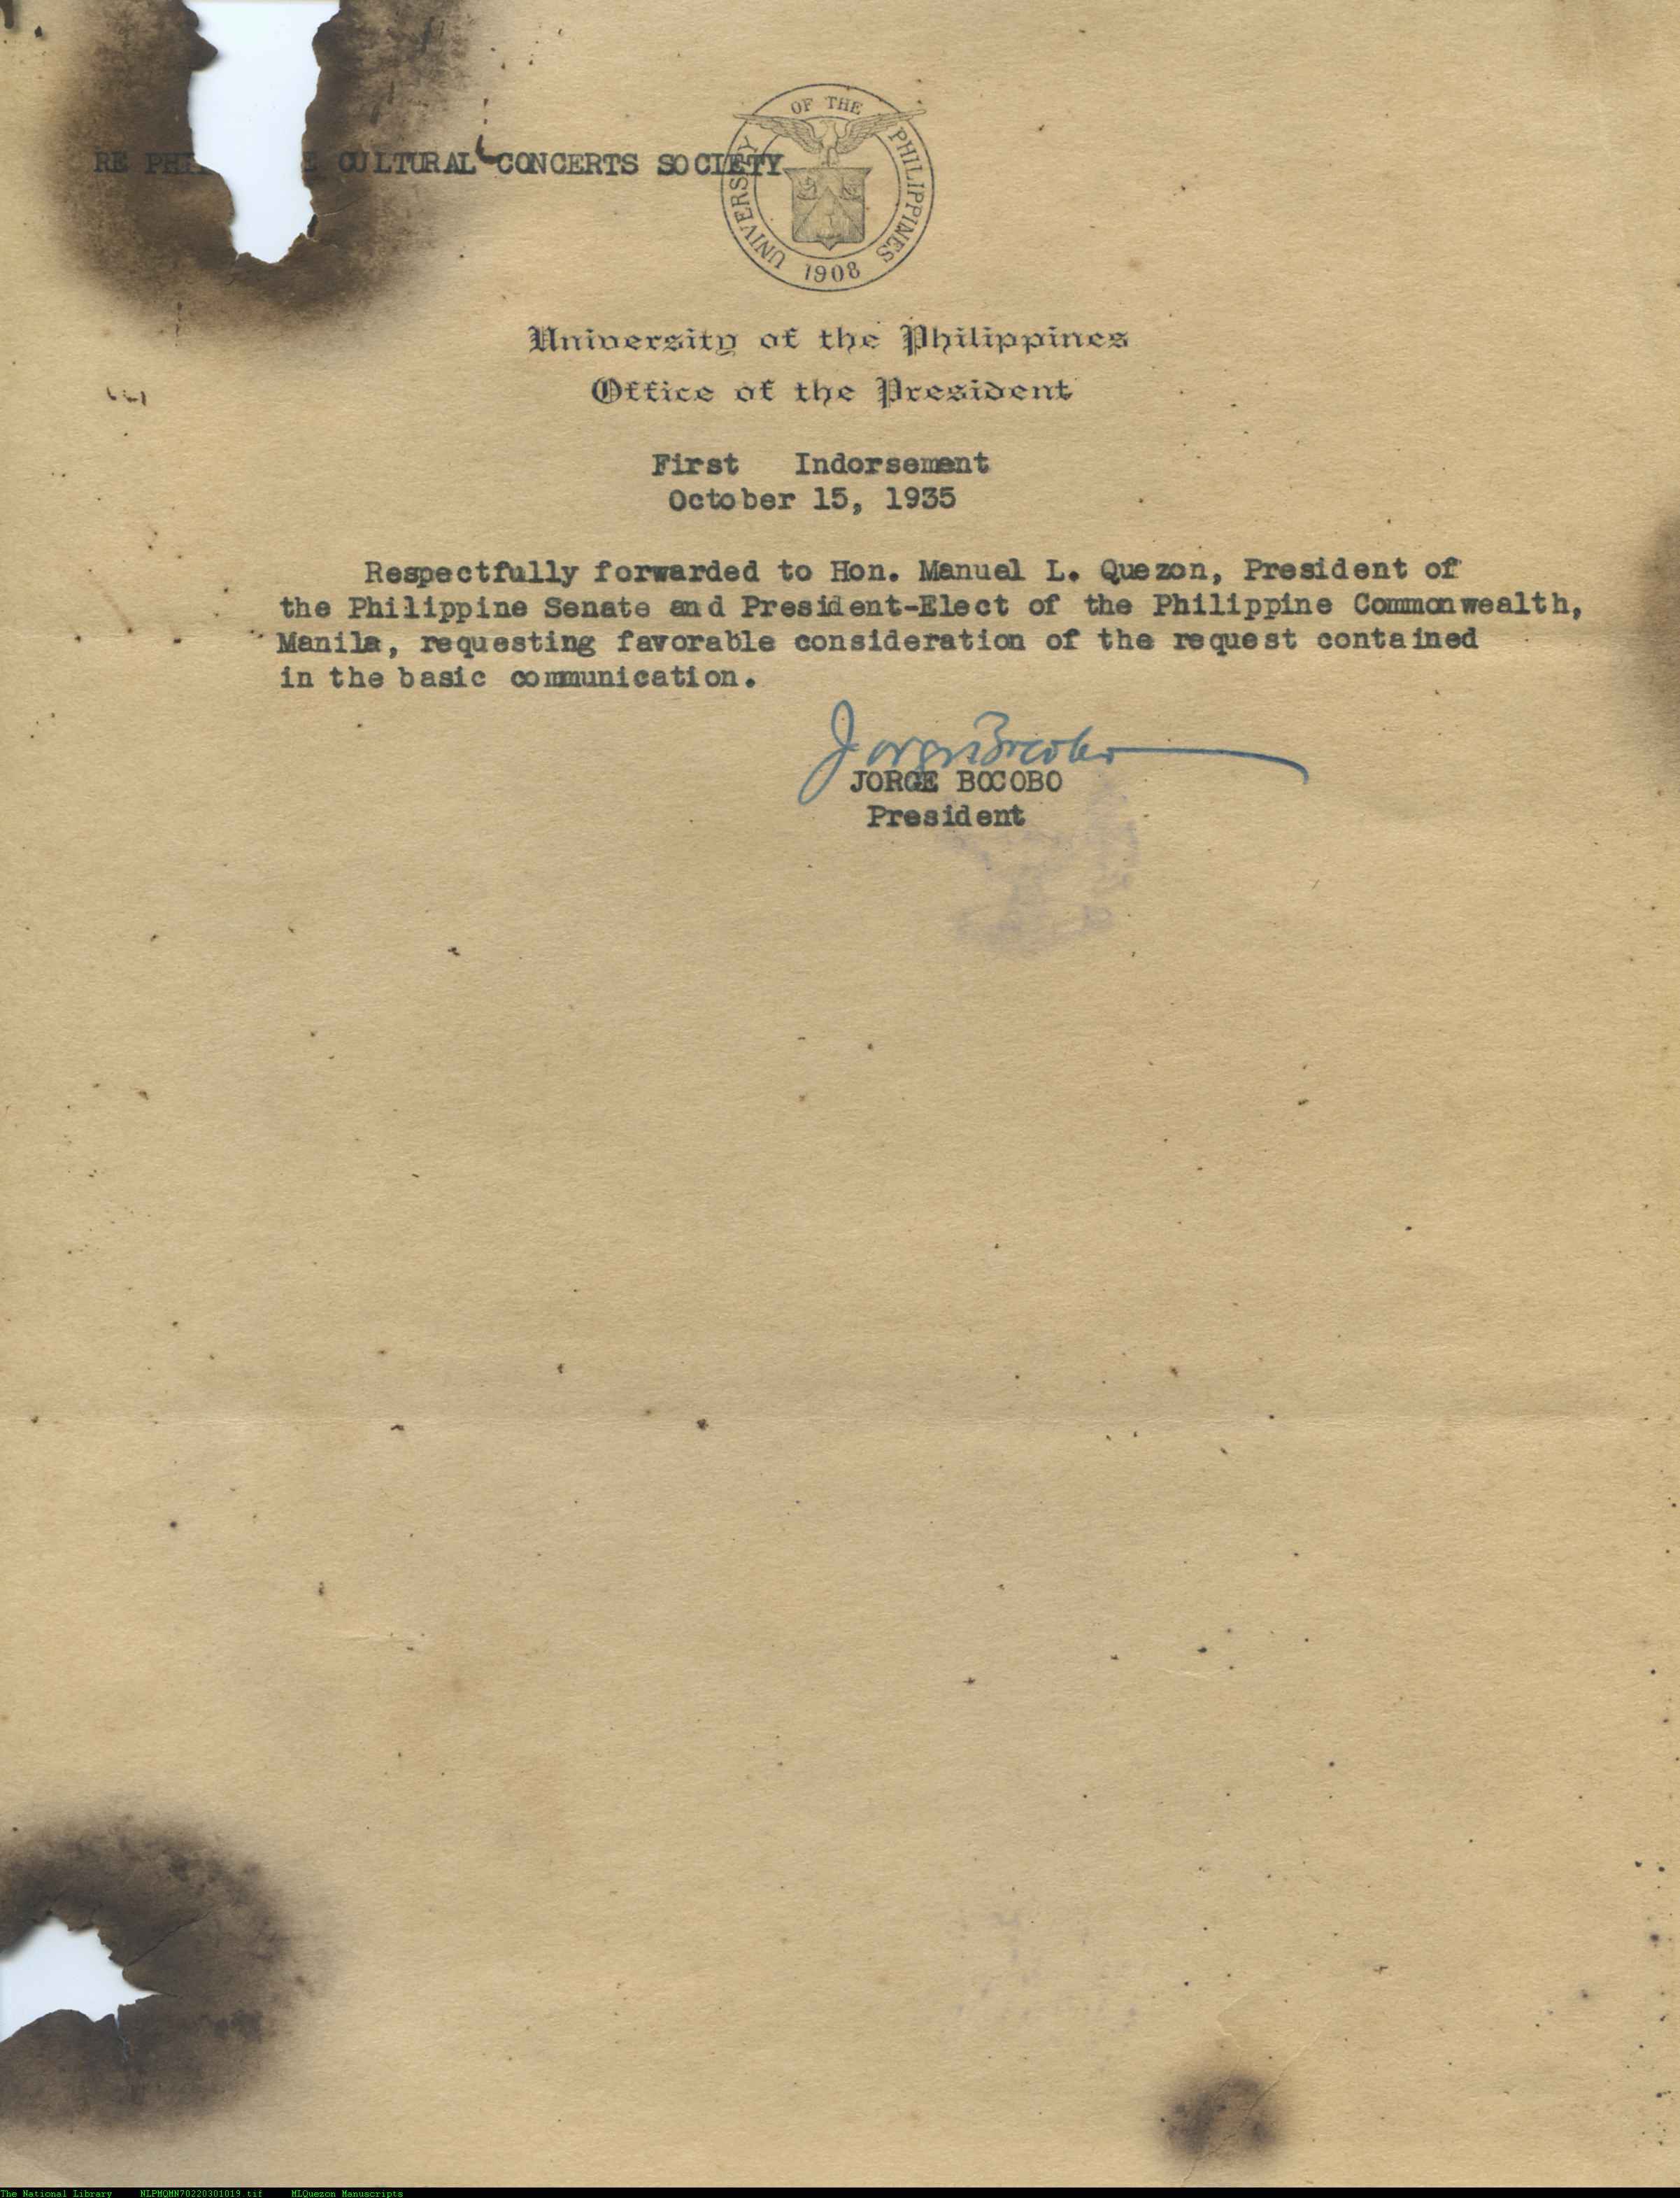 RE CULTURAL CONCERTS SOCIETY
UNIVERSITY OF THE PHILIPPINES
1908
University of the Philippines
Office of the President
First Indorsement
October 15, 1935
Respectfully forwarded to Hon. Manuel L. Quezon, President of
the Philippine Senate and President-Elect of the Philippine Commonwealth,
Manila, requesting favorable consideration of the request contained
in the basic communication.
Jorge Bocobo
JORGE BOCOBO
President
The National Library NLPMQMN70220301019.tif MLQuezon Manuscripts